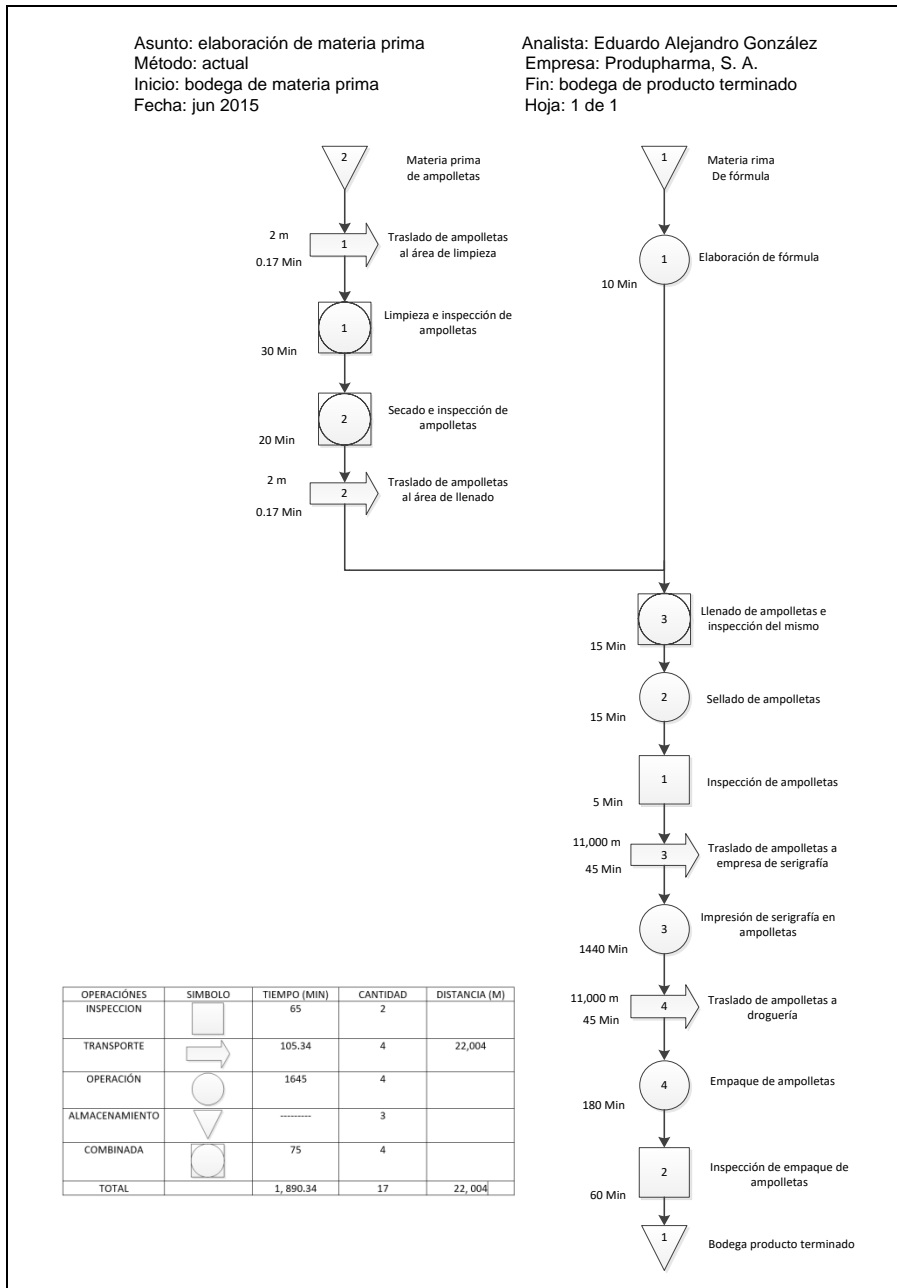 Asunto: elaboración de materia prima
Método: actual
Inicio: bodega de materia prima
Fecha: jun 2015
Analista: Eduardo Alejandro González
Empresa: Produpharma, S. A.
Fin: bodega de producto terminado
Hoja: 1 de 1
2
Materia prima
de ampolletas
2 m
0.17 Min
1
Traslado de ampolletas
al área de limpieza
1
30 Min
Limpieza e inspección de
ampolletas
2
20 Min
Secado e inspección de
ampolletas
2 m
0.17 Min
2
Traslado de ampolletas
al área de llenado
1
Materia rima
De fórmula
1
10 Min
Elaboración de fórmula
3
15 Min
Llenado de ampolletas e
inspección del mismo
2
15 Min
Sellado de ampolletas
1
5 Min
Inspección de ampolletas
11,000 m
45 Min
3
Traslado de ampolletas a
empresa de serigrafía
3
1440 Min
Impresión de serigrafía en
ampolletas
11,000 m
45 Min
4
Traslado de ampolletas a
droguería
4
180 Min
Empaque de ampolletas
2
60 Min
Inspección de empaque de
ampolletas
1
Bodega producto terminado
OPERACIÓNES SIMBOLO TIEMPO (MIN) CANTIDAD DISTANCIA (M)
INSPECCION 65 2
TRANSPORTE 105.34 4 22,004
OPERACIÓN 1645 4
ALMACENAMIENTO --------- 3
COMBINADA 75 4
TOTAL 1, 890.34 17 22, 004